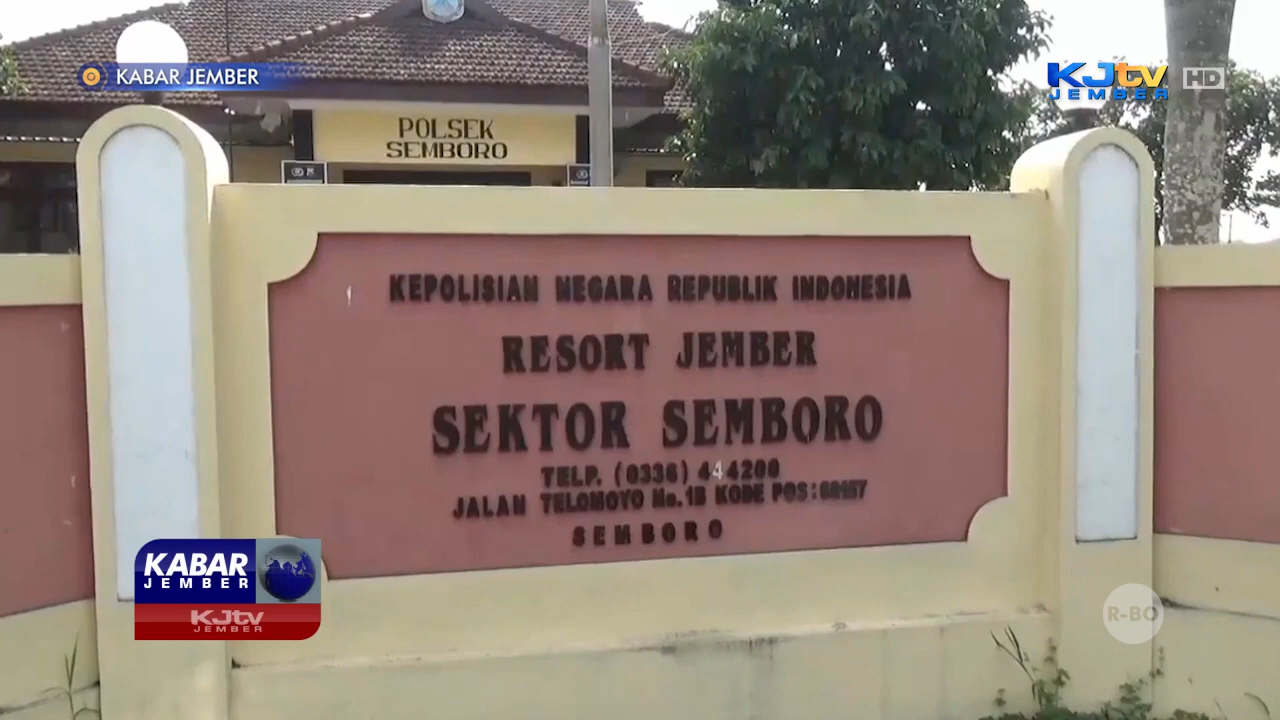 KABAR JEMBER
KJtv HD
JEMBER
POLSEK
SEMBORO
KEPOLISIAN NEGARA REPUBLIK INDONESIA
RESORT JEMBER
SEKTOR SEMBORO
TELP. (0336) 444200
JALAN TELOMOYO No.1B KODE POS:
SEMBORO
KABAR
JEMBER
KJtv
JEMBER
R-BO